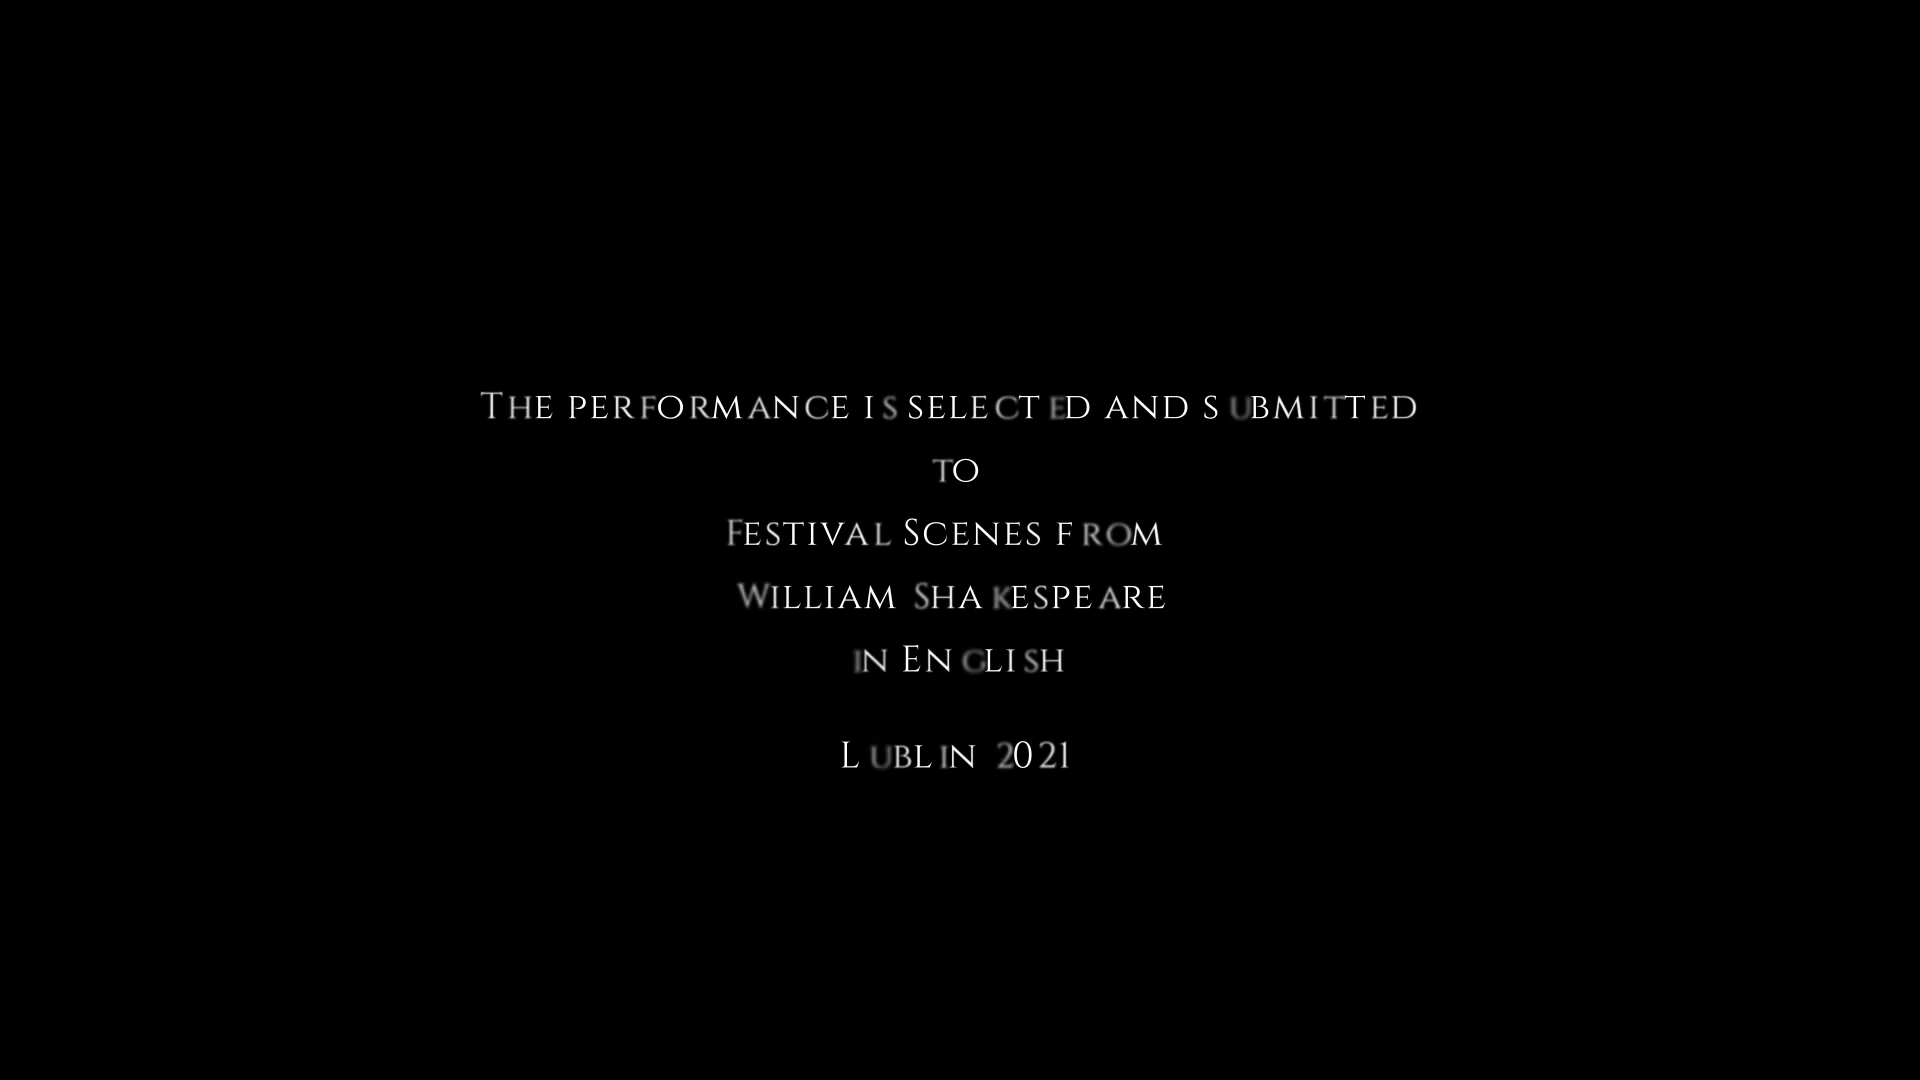 The performance is selected and submitted
to
Festival Scenes from
William Shakespeare
in English
Lublin 2021